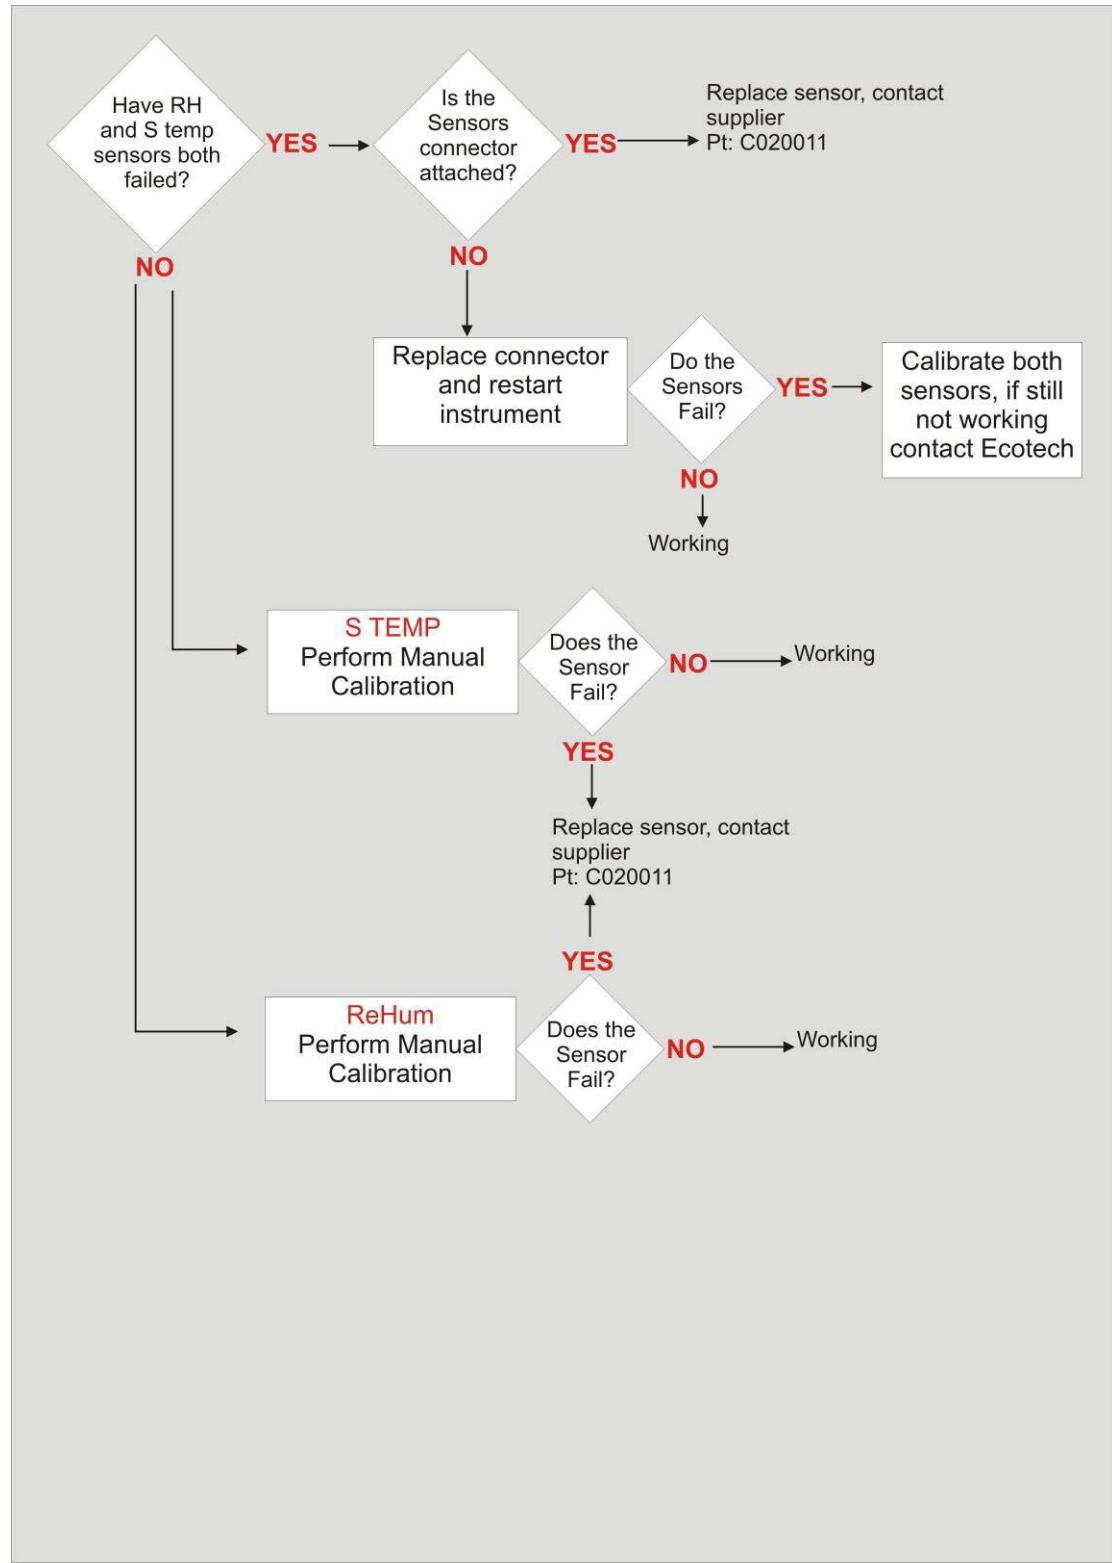 Have RH
and S temp
sensors both
failed?
YES
Is the
Sensors
connector
attached?
YES
Replace sensor, contact
supplier
Pt: C020011
NO
NO
Replace connector
and restart
instrument
Do the
Sensors
Fail?
YES
Calibrate both
sensors, if still
not working
contact Ecotech
NO
Working
S TEMP
Perform Manual
Calibration
Does the
Sensor
Fail?
NO
Working
YES
Replace sensor, contact
supplier
Pt: C020011
YES
ReHum
Perform Manual
Calibration
Does the
Sensor
Fail?
NO
Working